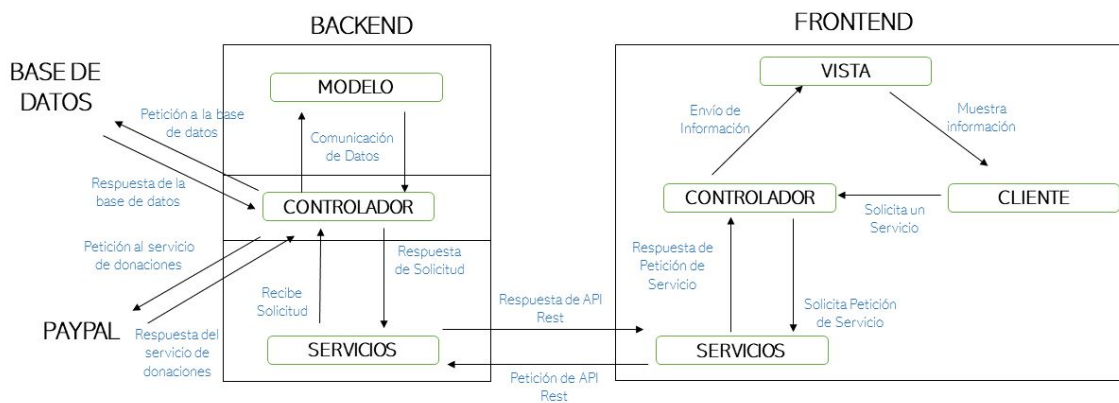 BACKEND
FRONTEND
BASE DE
DATOS
MODELO
VISTA
Petición a la base
de datos
Comunicación
de Datos
Envío de
Información
Muestra
información
Respuesta de la
base de datos
CONTROLADOR
CONTROLADOR
CLIENTE
Solicita un
Servicio
Petición al servicio
de donaciones
Respuesta
de Solicitud
Respuesta de
Petición de
Servicio
Recibe
Solicitud
Respuesta de API
Rest
Solicita Petición
de Servicio
PAYPAL
Respuesta del
servicio de
donaciones
SERVICIOS
SERVICIOS
Petición de API
Rest